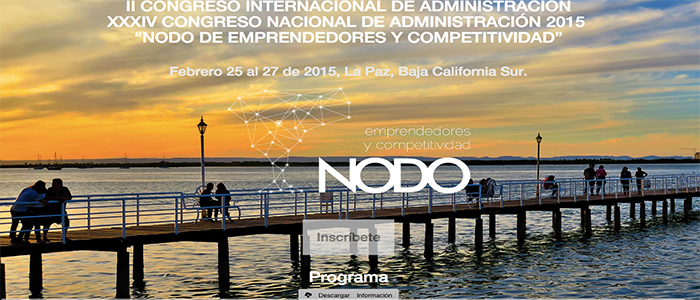 II CONGRESO INTERNACIONAL DE ADMINISTRACIÓN
XXXIV CONGRESO NACIONAL DE ADMINISTRACIÓN 2015
“NODO DE EMPRENDEDORES Y COMPETITIVIDAD”
Febrero 25 al 27 de 2015, La Paz, Baja California Sur.
emprendedores
y competitividad
NODO
Inscríbete
Programa
Descargar Información